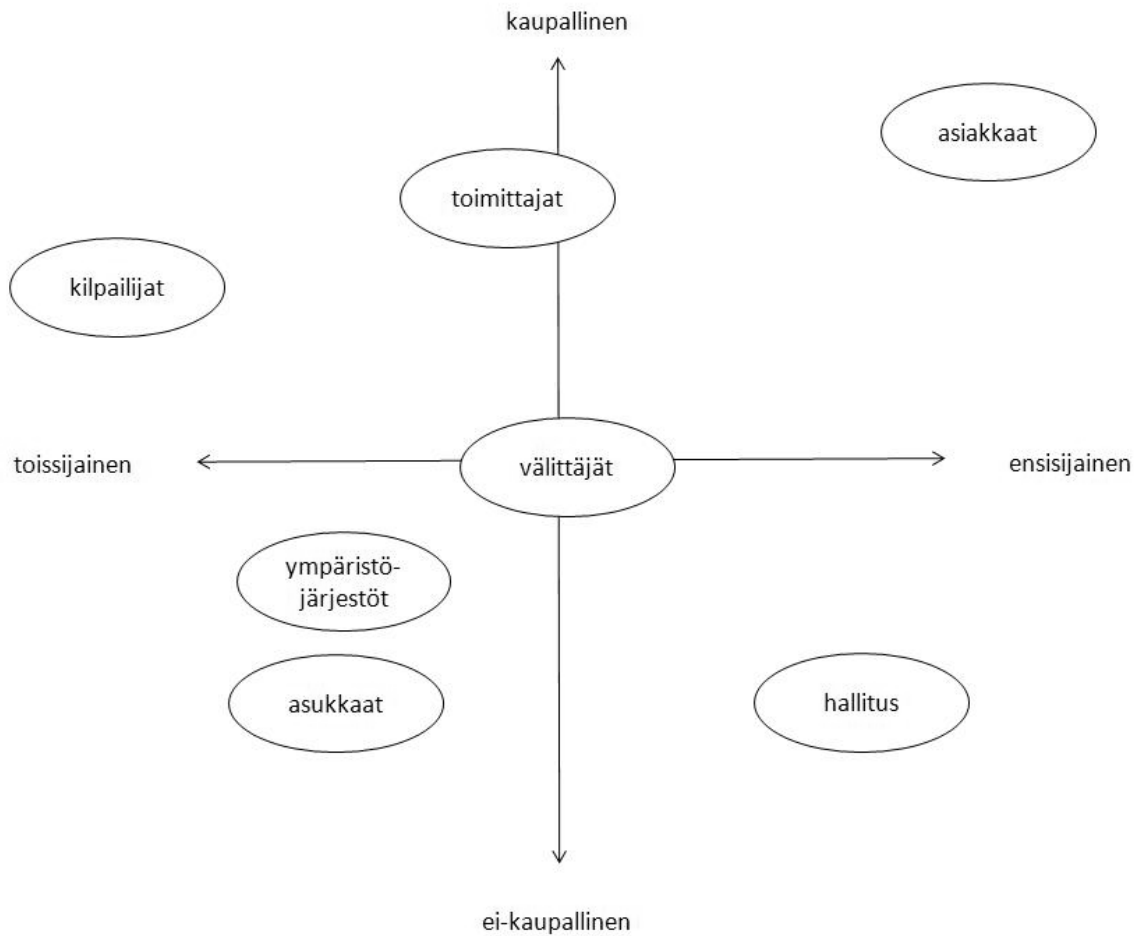 kaupallinen
asiakkaat
toimittajat
kilpailijat
toissijainen
välittäjät
ensisijainen
ympäristö-
järjestöt
asukkaat
hallitus
ei-kaupallinen